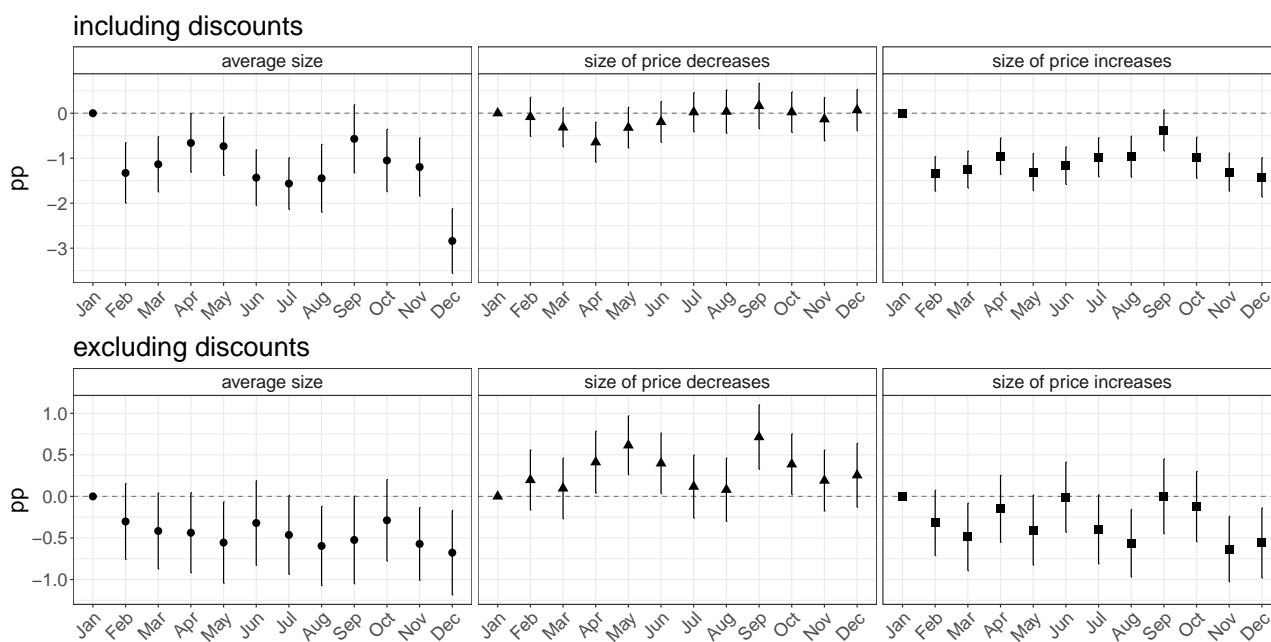 including discounts
average size
size of price decreases
size of price increases
pp
0
−1
−2
−3
Jan Feb Mar Apr May Jun Jul Aug Sep Oct Nov Dec
Jan Feb Mar Apr May Jun Jul Aug Sep Oct Nov Dec
Jan Feb Mar Apr May Jun Jul Aug Sep Oct Nov Dec
excluding discounts
average size
size of price decreases
size of price increases
pp
1.0
0.5
0.0
−0.5
−1.0
Jan Feb Mar Apr May Jun Jul Aug Sep Oct Nov Dec
Jan Feb Mar Apr May Jun Jul Aug Sep Oct Nov Dec
Jan Feb Mar Apr May Jun Jul Aug Sep Oct Nov Dec